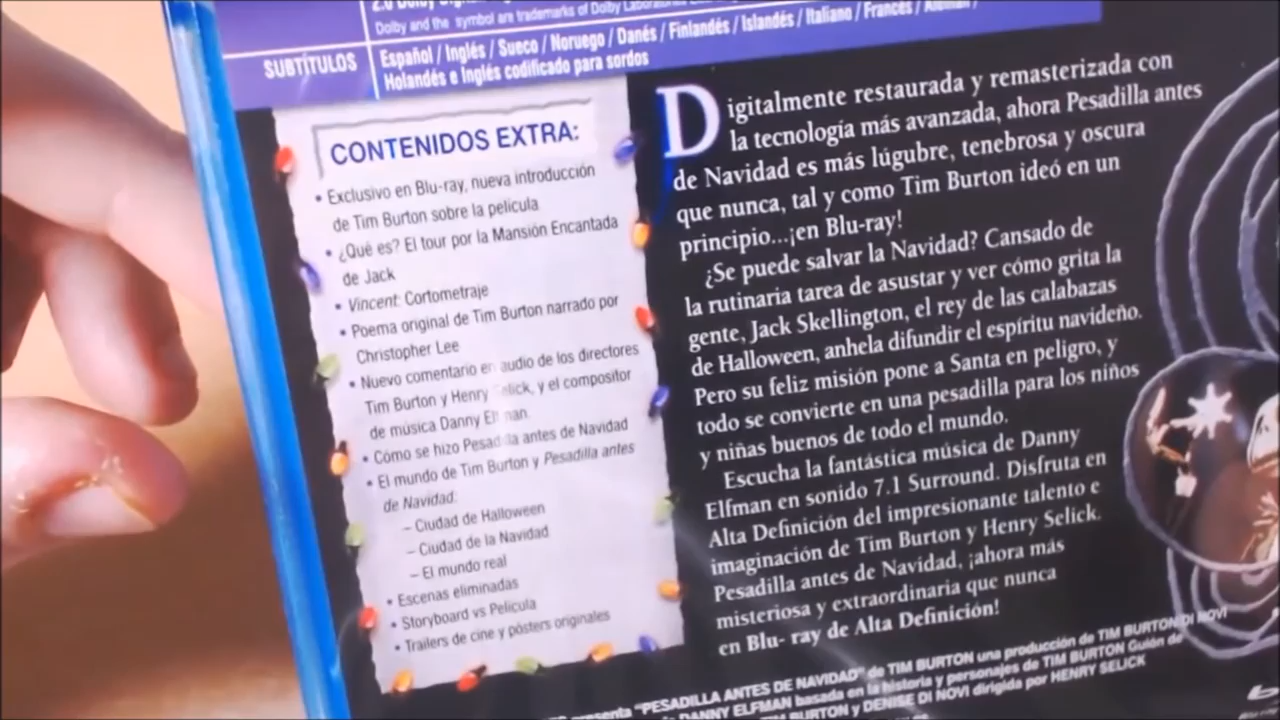 Dolby and the symbol are trademarks of Dolby
SUBTÍTULOS
Español / Inglés / Sueco / Noruego / Danés / Finlandés / Islandés / Italiano / Francés / Alemán /
Holandés e Inglés codificado para sordos
CONTENIDOS EXTRA:
• Exclusivo en Blu-ray, nueva introducción
de Tim Burton sobre la película
• ¿Qué es? El tour por la Mansión Encantada
de Jack
• Vincent: Cortometraje
• Poema original de Tim Burton narrado por
Christopher Lee
• Nuevo comentario en audio de los directores
Tim Burton y Henry Selick, y el compositor
de música Danny Elfman.
• Cómo se hizo Pesadilla antes de Navidad
• El mundo de Tim Burton y Pesadilla antes
de Navidad:
– Ciudad de Halloween
– Ciudad de la Navidad
– El mundo real
• Escenas eliminadas
• Storyboard vs Película
• Trailers de cine y pósters originales
Digitalmente restaurada y remasterizada con
la tecnología más avanzada, ahora Pesadilla antes
de Navidad es más lúgubre, tenebrosa y oscura
que nunca, tal y como Tim Burton ideó en un
principio...¡en Blu-ray!
¿Se puede salvar la Navidad? Cansado de
la rutinaria tarea de asustar y ver cómo grita la
gente, Jack Skellington, el rey de las calabazas
de Halloween, anhela difundir el espíritu navideño.
Pero su feliz misión pone a Santa en peligro, y
todo se convierte en una pesadilla para los niños
y niñas buenos de todo el mundo.
Escucha la fantástica música de Danny
Elfman en sonido 7.1 Surround. Disfruta en
Alta Definición del impresionante talento e
imaginación de Tim Burton y Henry Selick.
Pesadilla antes de Navidad, ¡ahora más
misteriosa y extraordinaria que nunca
en Blu- ray de Alta Definición!
"PESADILLA ANTES DE NAVIDAD" de TIM BURTON una producción de TIM BURTON/DI NOVI
DANNY ELFMAN basada en la historia y personajes de TIM BURTON Guión de
BURTON y DENISE DI NOVI dirigida por HENRY SELICK